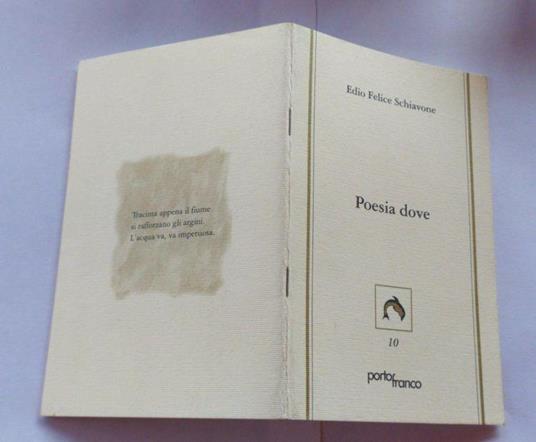 Tracima appena il fiume
si rafforzano gli argini.
L'acqua va, va impetuosa.
Edio Felice Schiavone
Poesia dove
10
portofranco